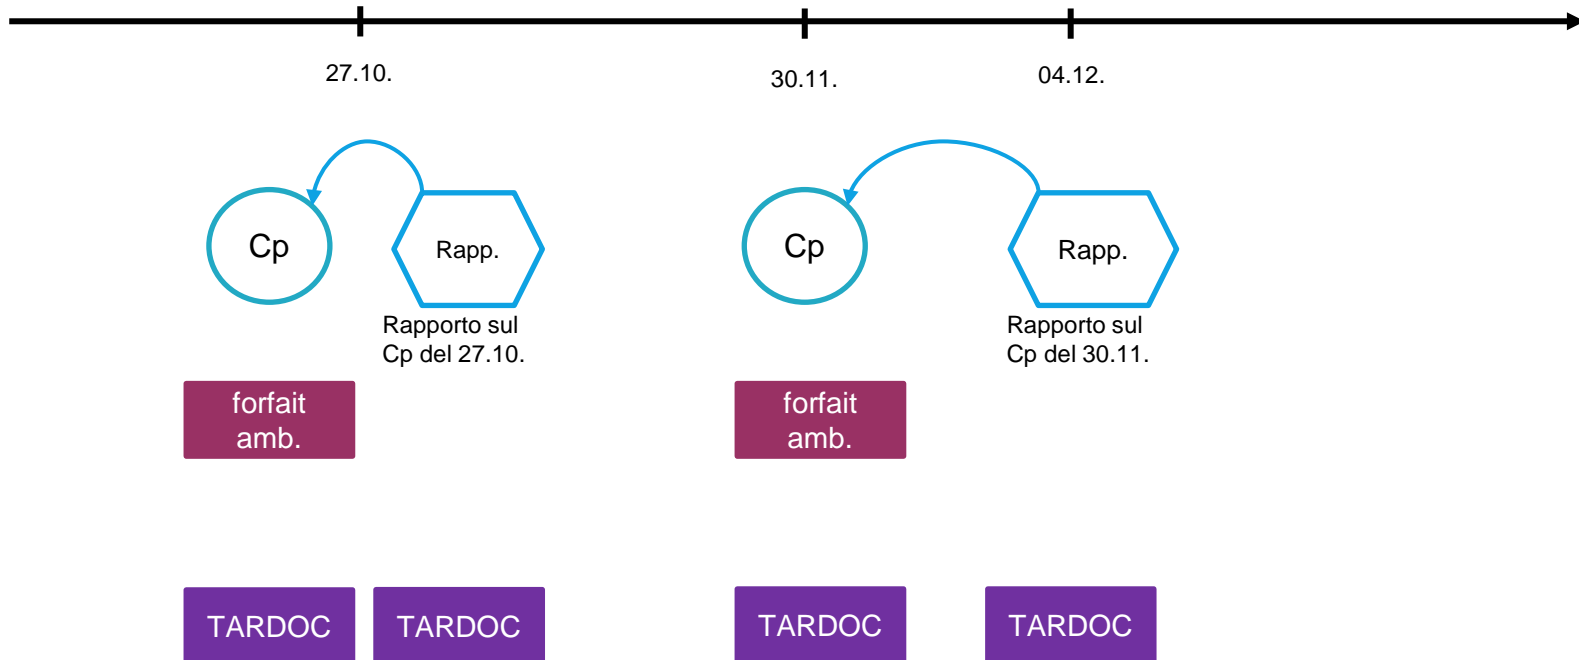 27.10.
30.11.
04.12.
Cp
Rapp.
Cp
Rapp.
Rapporto sul
Cp del 27.10.
Rapporto sul
Cp del 30.11.
forfait
amb.
forfait
amb.
TARDOC
TARDOC
TARDOC
TARDOC